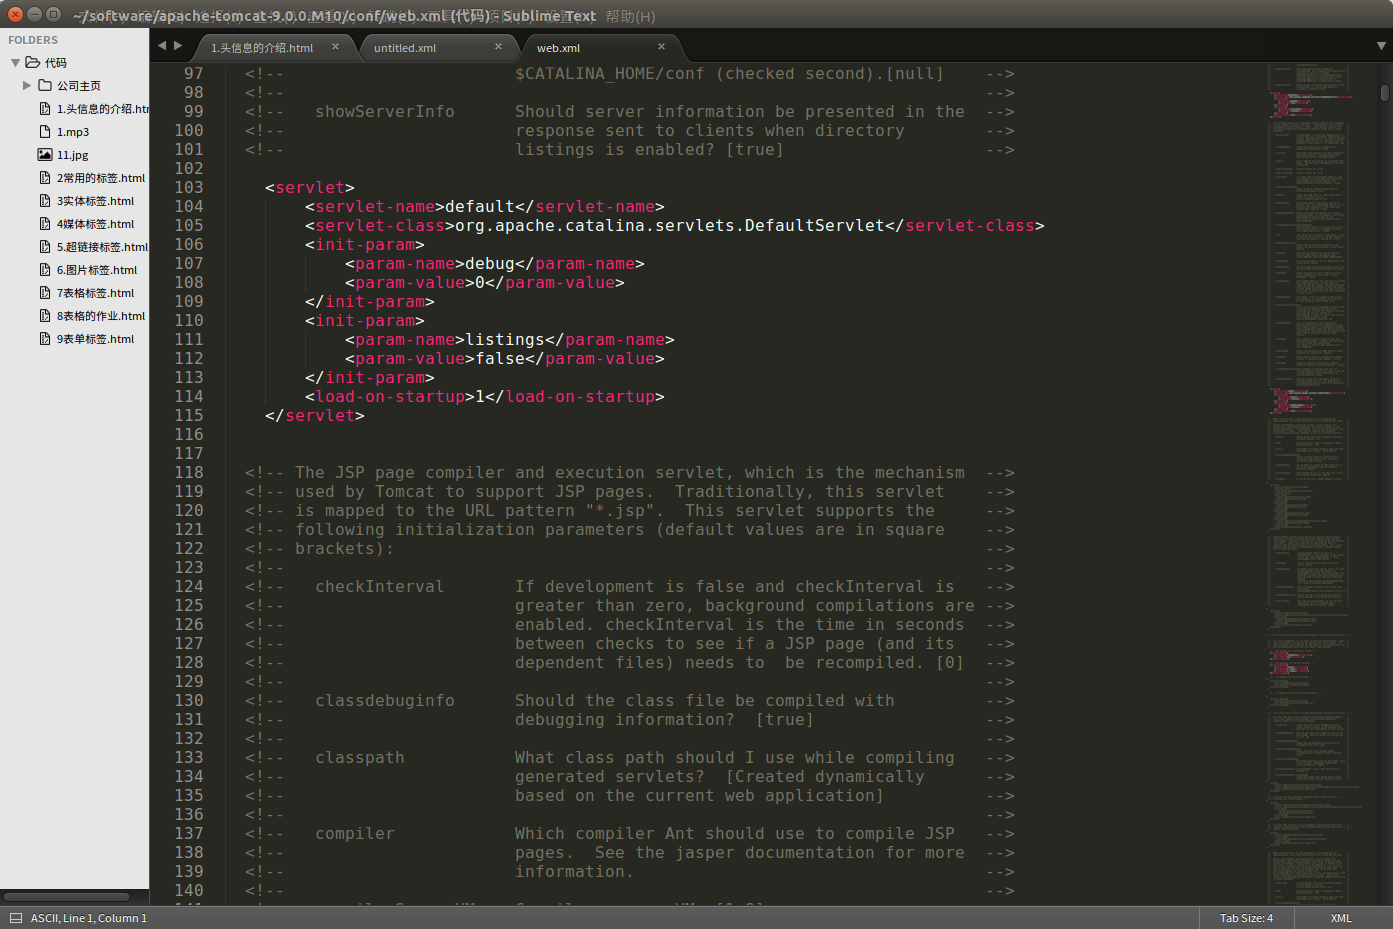 ~/software/apache-tomcat-9.0.0.M10/conf/web.xml (代码) - Sublime Text
帮助(H)
FOLDERS
代码
公司主页
1.头信息的介绍.htm
1.mp3
11.jpg
2常用的标签.html
3实体标签.html
4媒体标签.html
5.超链接标签.html
6.图片标签.html
7表格标签.html
8表格的作业.html
9表单标签.html
1.头信息的介绍.html ×
untitled.xml ×
web.xml ×
97 <!-- $CATALINA_HOME/conf (checked second).[null] -->
98 <!-- -->
99 <!-- showServerInfo Should server information be presented in the -->
100 <!-- response sent to clients when directory -->
101 <!-- listings is enabled? [true] -->
102
103 <servlet>
104 <servlet-name>default</servlet-name>
105 <servlet-class>org.apache.catalina.servlets.DefaultServlet</servlet-class>
106 <init-param>
107 <param-name>debug</param-name>
108 <param-value>0</param-value>
109 </init-param>
110 <init-param>
111 <param-name>listings</param-name>
112 <param-value>false</param-value>
113 </init-param>
114 <load-on-startup>1</load-on-startup>
115 </servlet>
116
117
118 <!-- The JSP page compiler and execution servlet, which is the mechanism -->
119 <!-- used by Tomcat to support JSP pages.  Traditionally, this servlet -->
120 <!-- is mapped to the URL pattern "*.jsp".  This servlet supports the -->
121 <!-- following initialization parameters (default values are in square -->
122 <!-- brackets): -->
123 <!-- -->
124 <!-- checkInterval If development is false and checkInterval is -->
125 <!-- greater than zero, background compilations are -->
126 <!-- enabled. checkInterval is the time in seconds -->
127 <!-- between checks to see if a JSP page (and its -->
128 <!-- dependent files) needs to  be recompiled. [0] -->
129 <!-- -->
130 <!-- classdebuginfo Should the class file be compiled with -->
131 <!-- debugging information?  [true] -->
132 <!-- -->
133 <!-- classpath What class path should I use while compiling -->
134 <!-- generated servlets?  [Created dynamically -->
135 <!-- based on the current web application] -->
136 <!-- -->
137 <!-- compiler Which compiler Ant should use to compile JSP -->
138 <!-- pages.  See the jasper documentation for more -->
139 <!-- information. -->
140 <!-- -->
ASCII, Line 1, Column 1
Tab Size: 4
XML